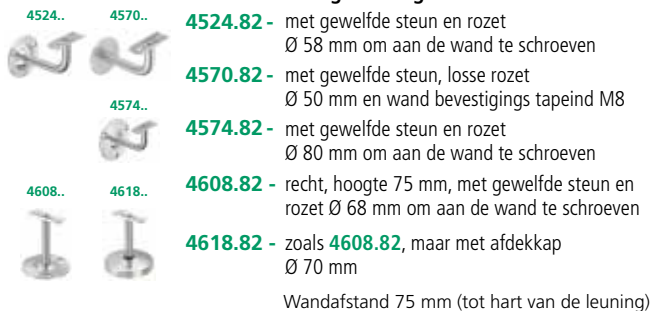 4524.. 4570..
4524.82 - met gewelfde steun en rozet
Ø 58 mm om aan de wand te schroeven
4570.82 - met gewelfde steun, losse rozet
Ø 50 mm en wand bevestigings tapeind M8
4574..
4574.82 - met gewelfde steun en rozet
Ø 80 mm om aan de wand te schroeven
4608.. 4618..
4608.82 - recht, hoogte 75 mm, met gewelfde steun en
rozet Ø 68 mm om aan de wand te schroeven
4618.82 - zoals 4608.82, maar met afdekkap
Ø 70 mm
Wandafstand 75 mm (tot hart van de leuning)